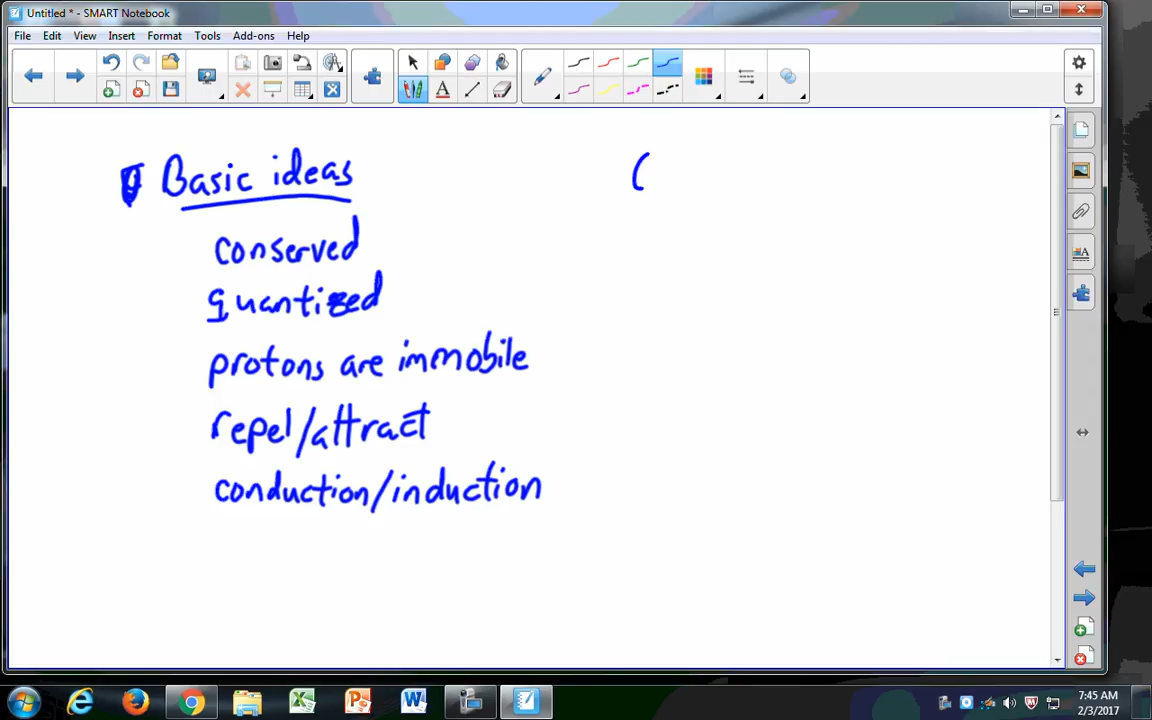 Untitled * - SMART Notebook
File Edit View Insert Format Tools Add-ons Help
Basic ideas
(
conserved
quantized
protons are immobile
repel/attract
conduction/induction
7:45 AM
2/3/2017